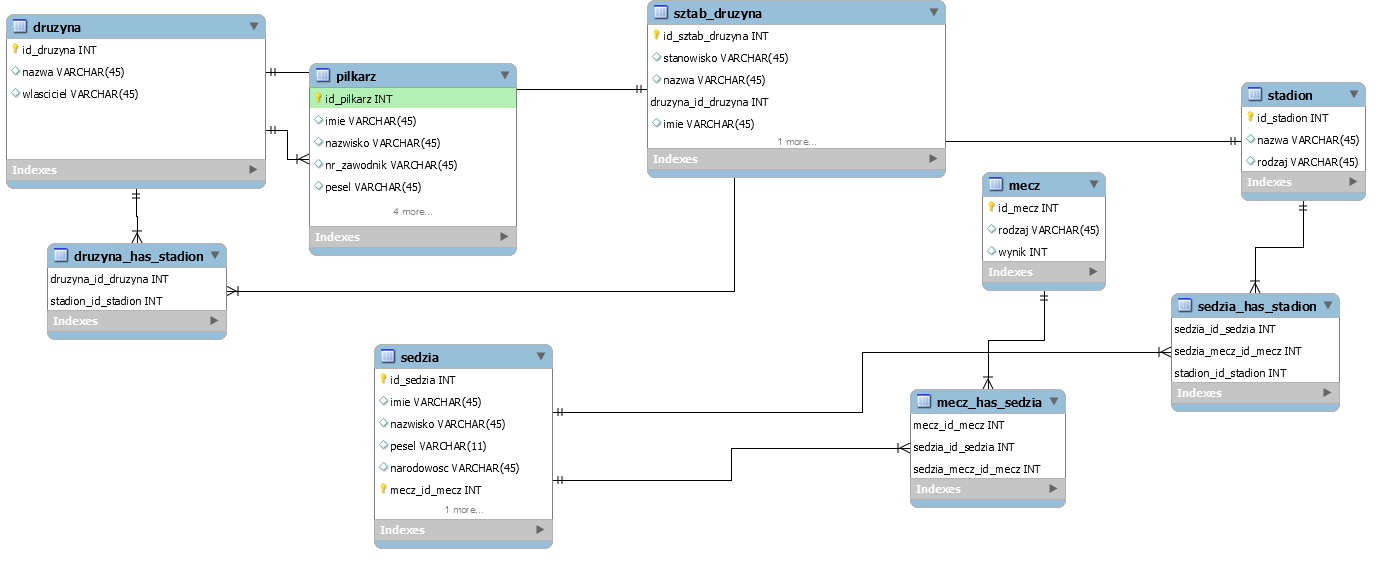 druzyna
id_druzyna INT
nazwa VARCHAR(45)
wlasciciel VARCHAR(45)
Indexes
pilkarz
id_pilkarz INT
imie VARCHAR(45)
nazwisko VARCHAR(45)
nr_zawodnik VARCHAR(45)
pesel VARCHAR(45)
4 more...
Indexes
sztab_druzyna
id_sztab_druzyna INT
stanowisko VARCHAR(45)
nazwa VARCHAR(45)
druzyna_id_druzyna INT
imie VARCHAR(45)
1 more...
Indexes
stadion
id_stadion INT
nazwa VARCHAR(45)
rodzaj VARCHAR(45)
Indexes
mecz
id_mecz INT
rodzaj VARCHAR(45)
wynik INT
Indexes
druzyna_has_stadion
druzyna_id_druzyna INT
stadion_id_stadion INT
Indexes
sedzia_has_stadion
sedzia_id_sedzia INT
sedzia_mecz_id_mecz INT
stadion_id_stadion INT
Indexes
sedzia
id_sedzia INT
imie VARCHAR(45)
nazwisko VARCHAR(45)
pesel VARCHAR(11)
narodowosc VARCHAR(45)
mecz_id_mecz INT
1 more...
Indexes
mecz_has_sedzia
mecz_id_mecz INT
sedzia_id_sedzia INT
sedzia_mecz_id_mecz INT
Indexes